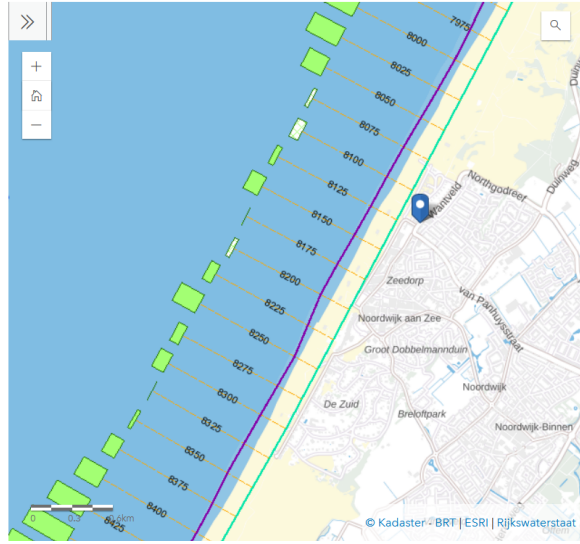 7975
8000
8025
8050
8075
8100
8125
8150
8175
8200
8225
8250
8275
8300
8325
8350
8375
8400
8425
Duinweg
Northgodreef
Wantveld
Zeedorp
van Panhuysstraat
Noordwijk aan Zee
Groot Dobbelmannduin
Noordwijk
De Zuid
Breloftpark
Noordwijk-Binnen
0 0.3 0.6km
© Kadaster - BRT | ESRI | Rijkswaterstaat